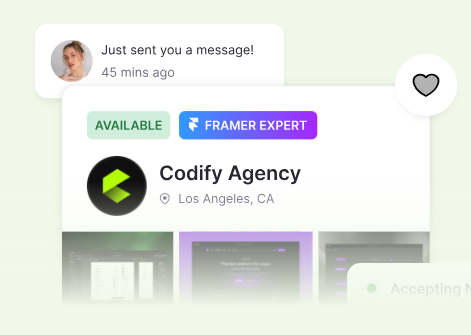 Just sent you a message!
45 mins ago
AVAILABLE
FRAMER EXPERT
Codify Agency
Los Angeles, CA
Accepting